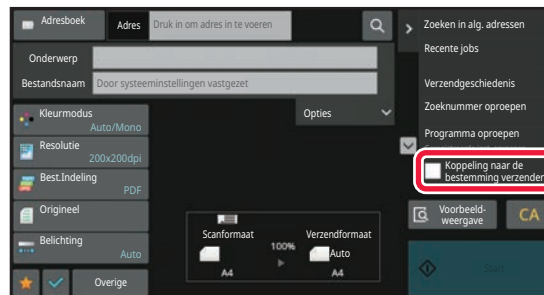 Adresboek
Adres
Druk in om adres in te voeren
Onderwerp
Bestandsnaam
Door systeeminstellingen vastgezet
Kleurmodus
Auto/Mono
Resolutie
200x200dpi
Best.Indeling
PDF
Origineel
Belichting
Auto
Overige
Opties
Scanformaat
A4
100%
Verzendformaat
Auto
A4
Zoeken in alg. adressen
Recente jobs
Verzendgeschiedenis
Zoeknummer oproepen
Programma oproepen
Koppeling naar de
bestemming verzenden
Voorbeeld-
weergave
CA
Start